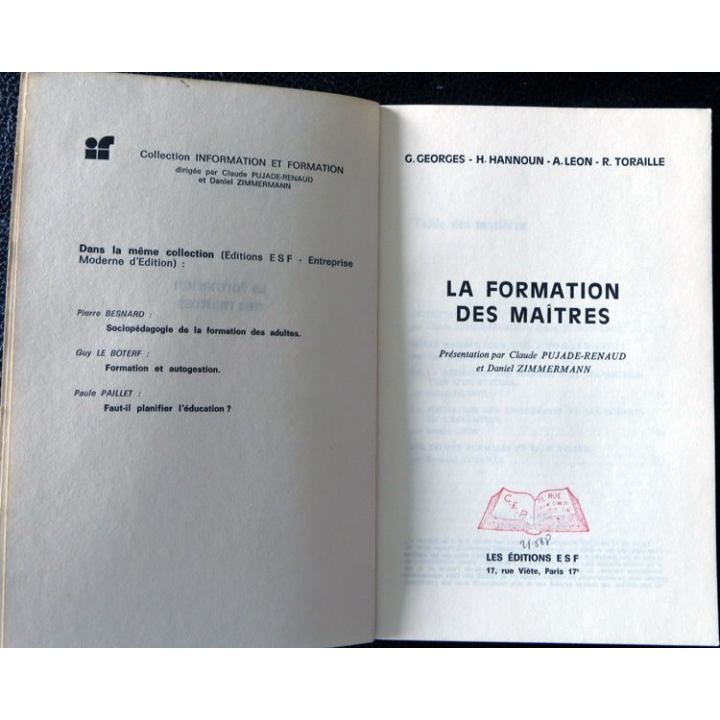 if
Collection INFORMATION ET FORMATION
dirigée par Claude PUJADE-RENAUD
et Daniel ZIMMERMANN
Dans la même collection (Editions E S F - Entreprise
Moderne d'Edition) :
Pierre BESNARD :
Sociopédagogie de la formation des adultes.
Guy LE BOTERF :
Formation et autogestion.
Paule PAILLET :
Faut-il planifier l'éducation ?
G. GEORGES - H. HANNOUN - A. LÉON - R. TORAILLE
LA FORMATION
DES MAÎTRES
Présentation par Claude PUJADE-RENAUD
et Daniel ZIMMERMANN
C.E.P
RUE
LES ÉDITIONS E S F
17, rue Viète, Paris 17e